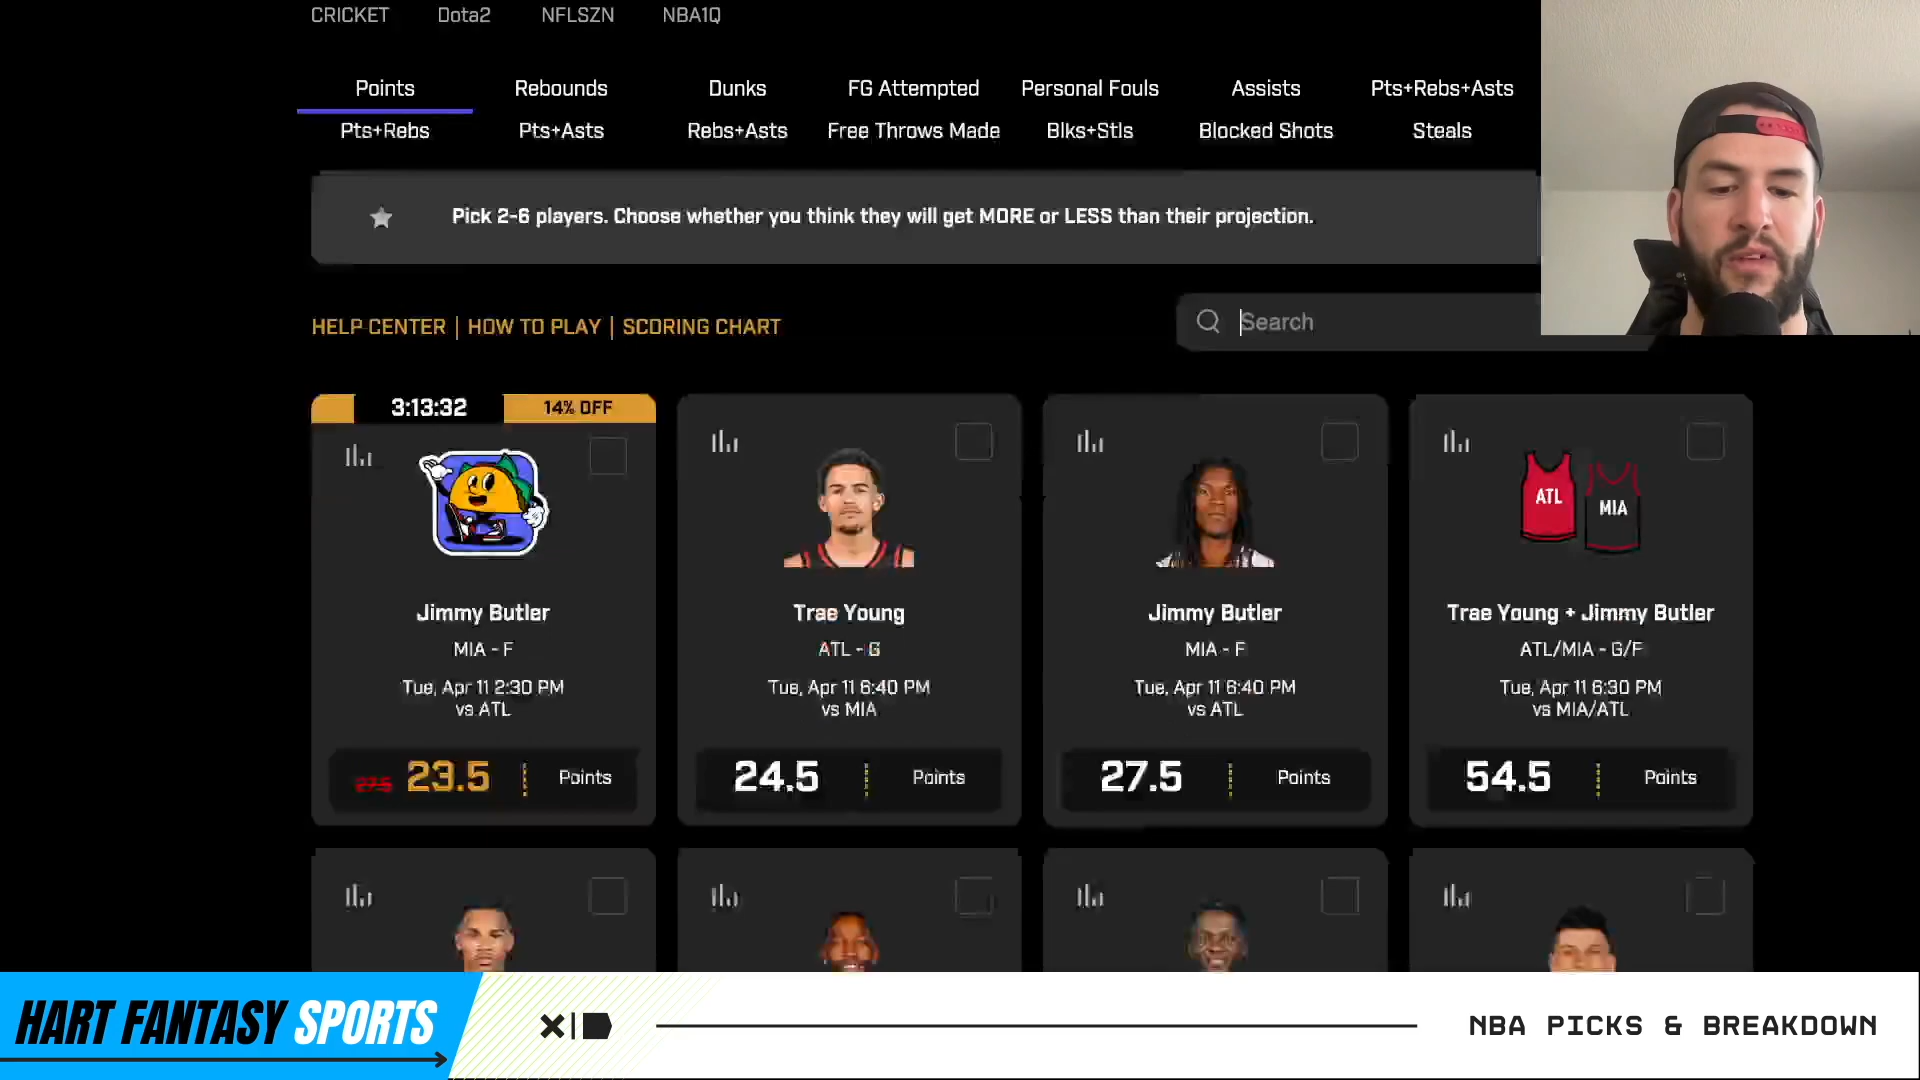 CRICKET Dota2 NFLSZN NBA1Q
Points Rebounds Dunks FG Attempted Personal Fouls Assists Pts+Rebs+Asts
Pts+Rebs Pts+Asts Rebs+Asts Free Throws Made Blks+Stls Blocked Shots Steals
Pick 2-6 players. Choose whether you think they will get MORE or LESS than their projection.
HELP CENTER | HOW TO PLAY | SCORING CHART
Search
3:13:32 14% OFF
ATL MIA
Jimmy Butler
MIA - F
Tue, Apr 11 2:30 PM
vs ATL
27.5 23.5 Points
Trae Young
ATL - G
Tue, Apr 11 6:40 PM
vs MIA
24.5 Points
Jimmy Butler
MIA - F
Tue, Apr 11 6:40 PM
vs ATL
27.5 Points
Trae Young + Jimmy Butler
ATL/MIA - G/F
Tue, Apr 11 6:30 PM
vs MIA/ATL
54.5 Points
HART FANTASY SPORTS
NBA PICKS & BREAKDOWN